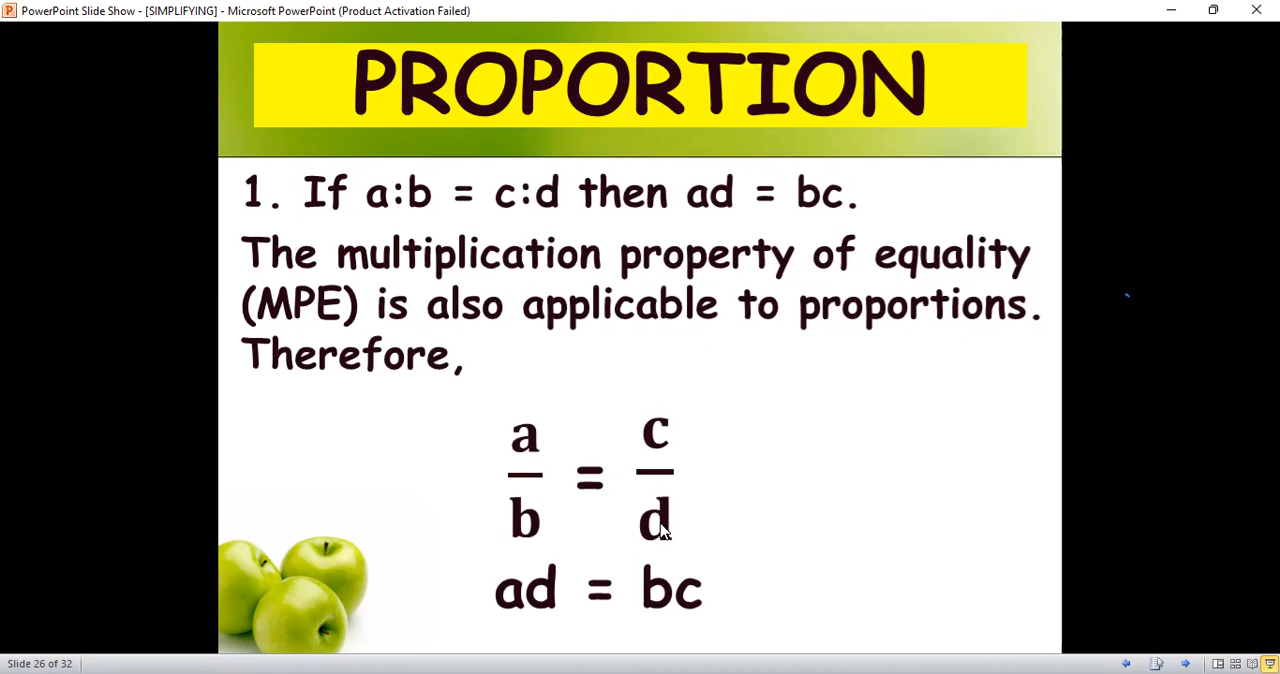 PowerPoint Slide Show - [SIMPLIFYING] - Microsoft PowerPoint (Product Activation Failed)
PROPORTION
1. If a:b = c:d then ad = bc.
The multiplication property of equality
(MPE) is also applicable to proportions.
Therefore,
a/b = c/d
ad = bc
Slide 26 of 32